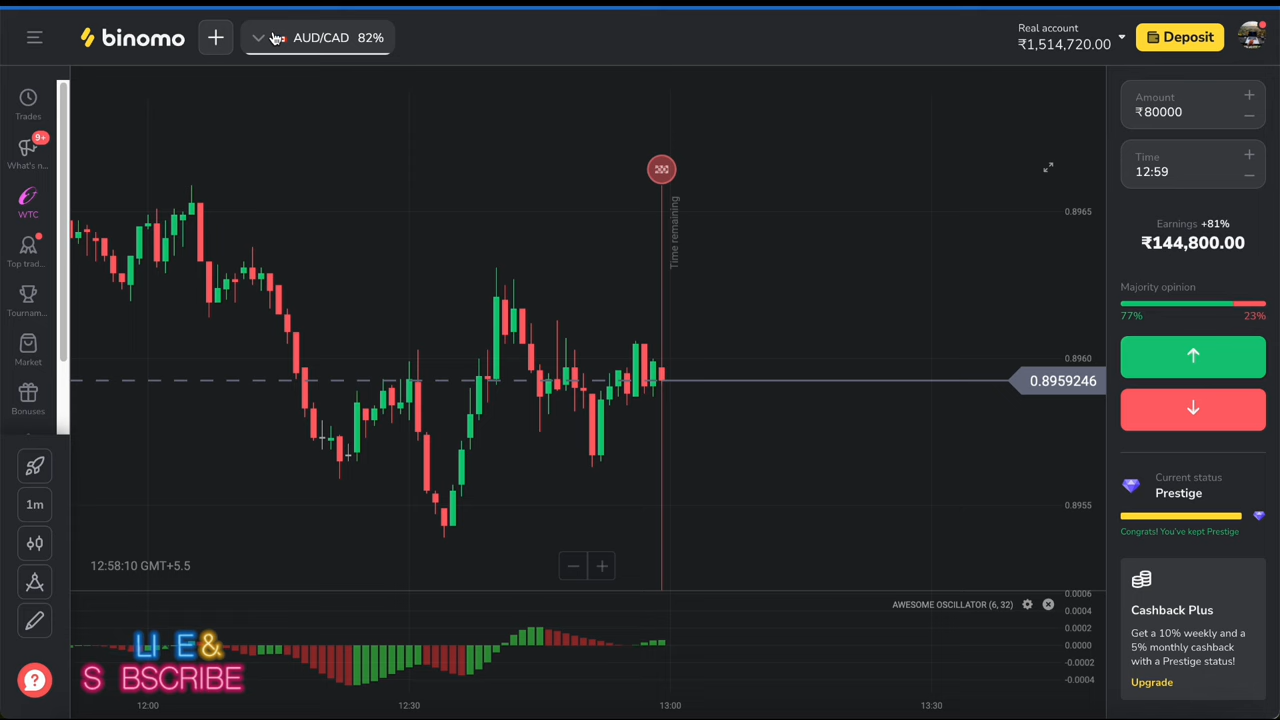 binomo
+
AUD/CAD 82%
Real account
₹1,514,720.00
Deposit
Trades
9+
What's n...
WTC
Top trad...
Tournam...
Market
Bonuses
1m
?
Time remaining
0.8965
0.8960
0.8959246
0.8955
12:58:10 GMT+5.5
− +
AWESOME OSCILLATOR (6, 32)
0.0006
0.0004
0.0002
0.0000
-0.0002
-0.0004
12:00
12:30
13:00
13:30
LI E&
S BSCRIBE
Amount
₹80000
+
−
Time
12:59
+
−
Earnings +81%
₹144,800.00
Majority opinion
77% 23%
Current status
Prestige
Congrats! You've kept Prestige
Cashback Plus
Get a 10% weekly and a
5% monthly cashback
with a Prestige status!
Upgrade